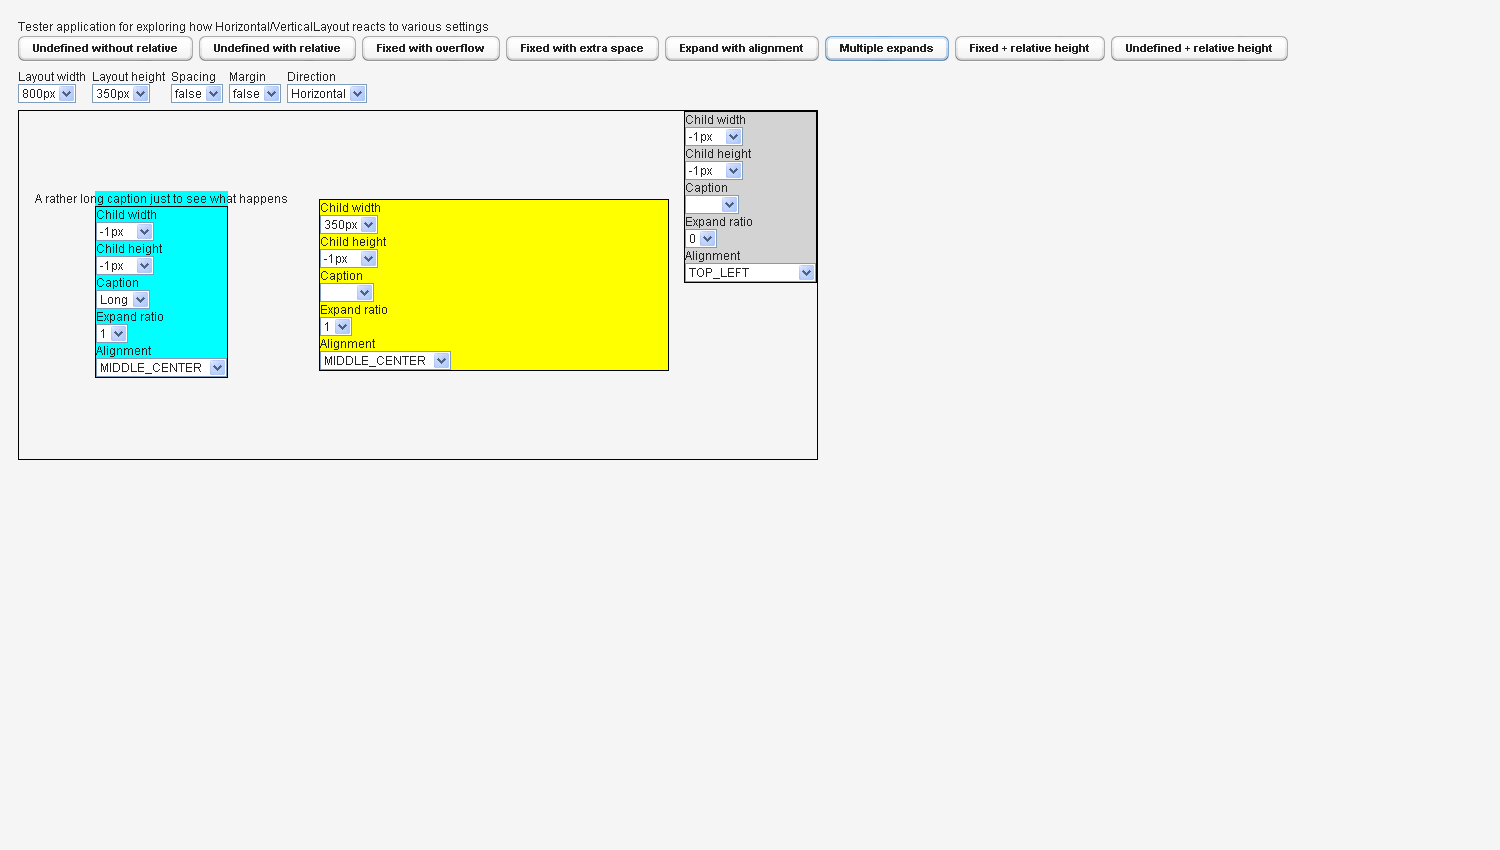 Tester application for exploring how Horizontal/VerticalLayout reacts to various settings
Undefined without relative Undefined with relative Fixed with overflow Fixed with extra space Expand with alignment Multiple expands Fixed + relative height Undefined + relative height
Layout width Layout height Spacing Margin Direction
800px 350px false false Horizontal
A rather long caption just to see what happens
Child width
-1px
Child height
-1px
Caption
Long
Expand ratio
1
Alignment
MIDDLE_CENTER
Child width
350px
Child height
-1px
Caption
Expand ratio
1
Alignment
MIDDLE_CENTER
Child width
-1px
Child height
-1px
Caption
Expand ratio
0
Alignment
TOP_LEFT